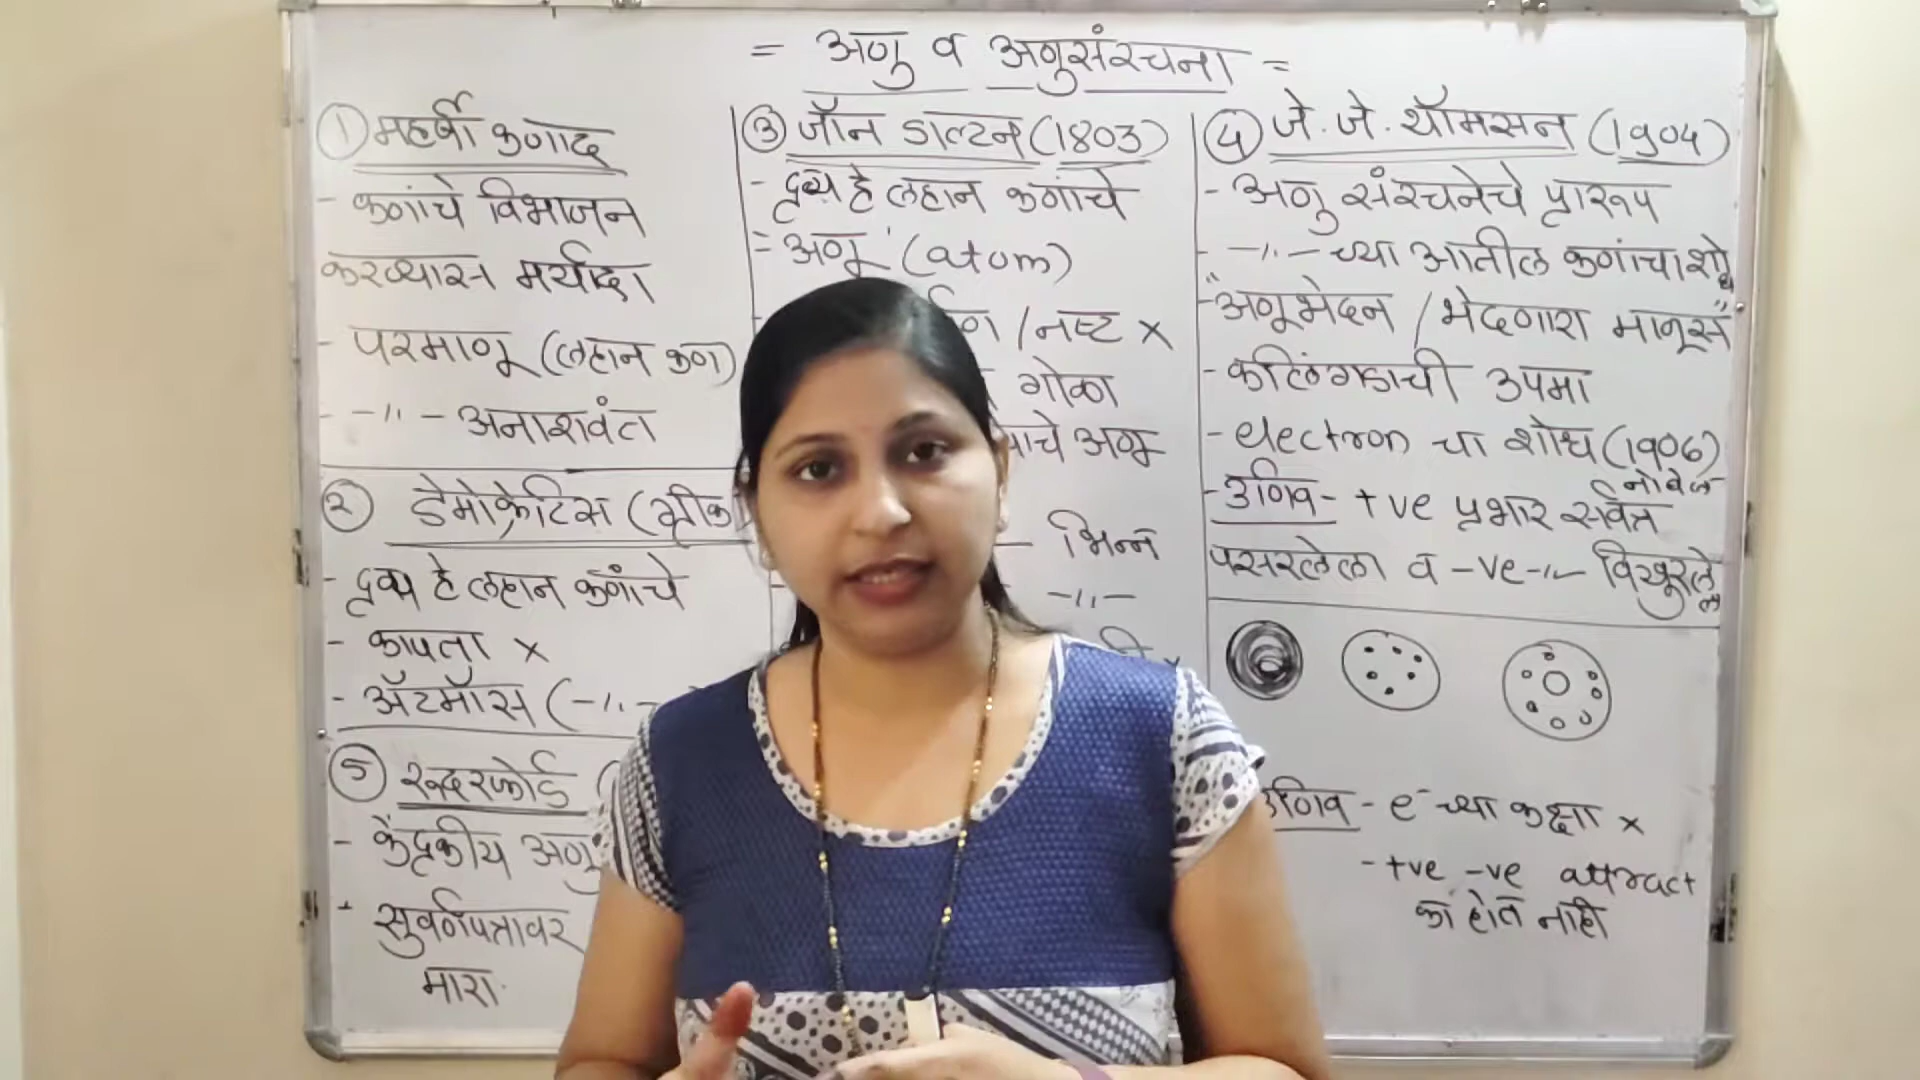 = अणु व अणुसंरचना =
① महर्षी कणाद
- कणांचे विभाजन
करण्यास मर्यादा
- परमाणू (लहान कण)
- -〃- अनाशवंत
② डेमोक्रेटिस (ग्रीक
- द्रव्य हे लहान कणांचे
- कापता x
- ॲटमॉस (-〃-
⑤ रुदरफोर्ड (
- केंद्रकीय अणु
- सुवर्णपत्रावर
मारा.
③ जॉन डाल्टन (1803)
- द्रव्य हे लहान कणांचे
= अणू (atom)
/नष्ट x
गोळा
अणू
भिन्न
-〃-
④ जे. जे. थॉमसन (1904)
- अणु संरचनेचे प्रारूप
- -〃- च्या आतील कणांचा शोध
- "अणूभेदन / भेदणारा माणूस"
- कलिंगडाची उपमा
- electron चा शोध (1906)
नोबेल
- उणिव - +ve प्रभार सर्वत्र
पसरलेला व -ve -〃- विखुरलेले
उणिव - e⁻ च्या कक्षा x
- +ve -ve attract
का होत नाही